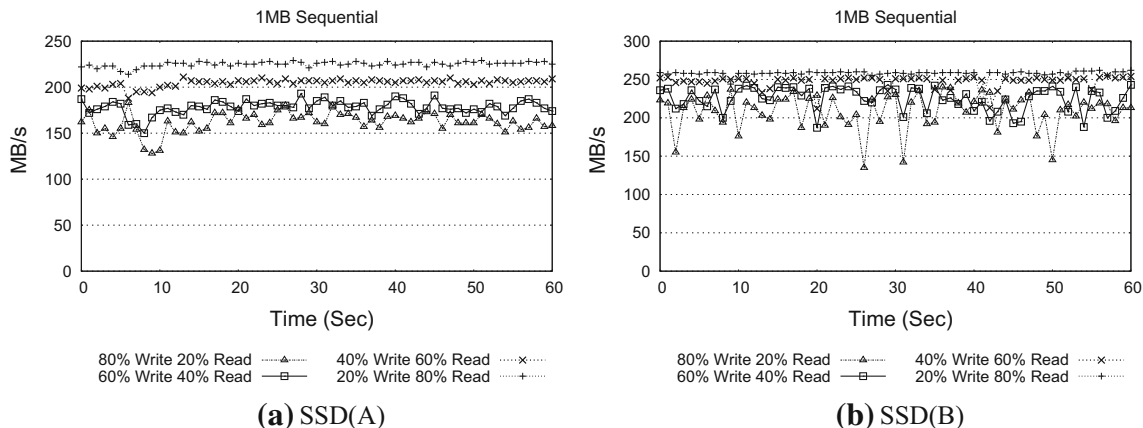 1MB Sequential
MB/s
250
200
150
100
50
0
0 10 20 30 40 50 60
Time (Sec)
80% Write 20% Read 40% Write 60% Read
60% Write 40% Read 20% Write 80% Read
(a) SSD(A)
1MB Sequential
MB/s
300
250
200
150
100
50
0
0 10 20 30 40 50 60
Time (Sec)
80% Write 20% Read 40% Write 60% Read
60% Write 40% Read 20% Write 80% Read
(b) SSD(B)